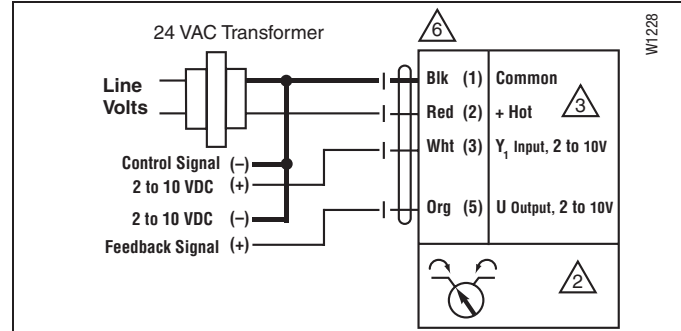 24 VAC Transformer
6
W1228
Line
Volts
Blk (1) Common
3
Red (2) + Hot
Wht (3) Y1 Input, 2 to 10V
Control Signal (–)
2 to 10 VDC (+)
2 to 10 VDC (–)
Org (5) U Output, 2 to 10V
Feedback Signal (+)
2